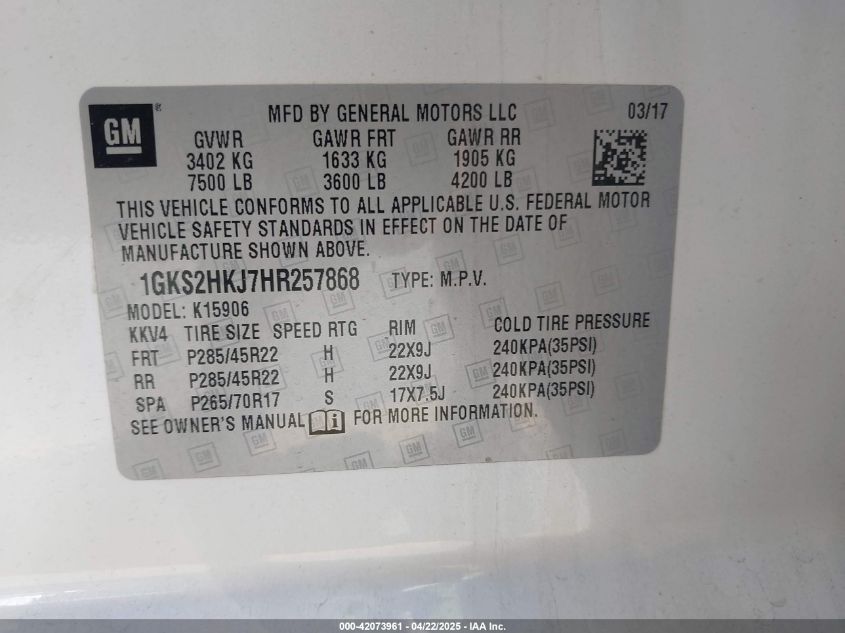 GM ® MFD BY GENERAL MOTORS LLC 03/17
GVWR GAWR FRT GAWR RR
3402 KG 1633 KG 1905 KG
7500 LB 3600 LB 4200 LB
THIS VEHICLE CONFORMS TO ALL APPLICABLE U.S. FEDERAL MOTOR
VEHICLE SAFETY STANDARDS IN EFFECT ON THE DATE OF
MANUFACTURE SHOWN ABOVE.
1GKS2HKJ7HR257868 TYPE: M.P.V.
MODEL: K15906
KKV4 TIRE SIZE SPEED RTG RIM COLD TIRE PRESSURE
FRT P285/45R22 H 22X9J 240KPA(35PSI)
RR P285/45R22 H 22X9J 240KPA(35PSI)
SPA P265/70R17 S 17X7.5J 240KPA(35PSI)
SEE OWNER'S MANUAL FOR MORE INFORMATION.
000-42073961 - 04/22/2025 - IAA Inc.